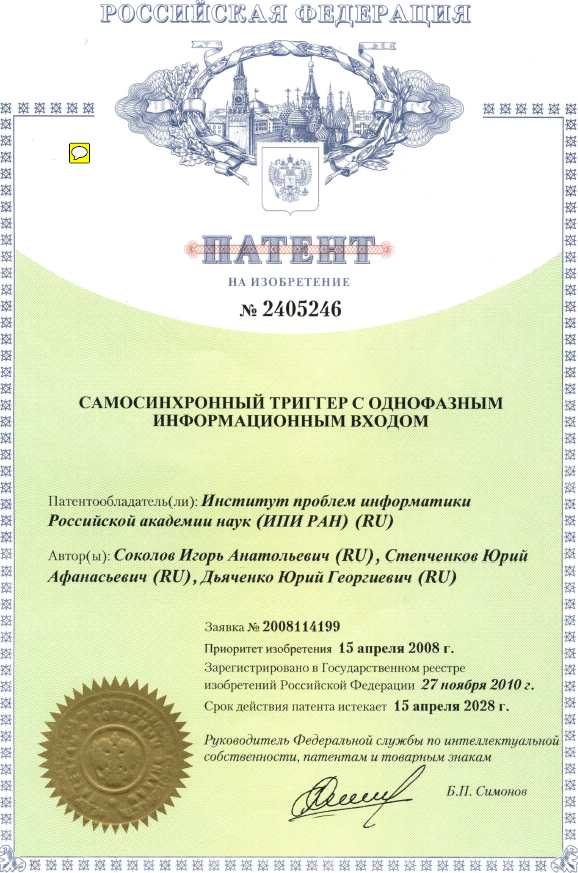 РОССИЙСКАЯ ФЕДЕРАЦИЯ
ПАТЕНТ
НА ИЗОБРЕТЕНИЕ
№ 2405246
САМОСИНХРОННЫЙ ТРИГГЕР С ОДНОФАЗНЫМ
ИНФОРМАЦИОННЫМ ВХОДОМ
Патентообладатель(ли): Институт проблем информатики
Российской академии наук (ИПИ РАН) (RU)
Автор(ы): Соколов Игорь Анатольевич (RU), Степченков Юрий
Афанасьевич (RU), Дьяченко Юрий Георгиевич (RU)
Заявка № 2008114199
Приоритет изобретения 15 апреля 2008 г.
Зарегистрировано в Государственном реестре
изобретений Российской Федерации 27 ноября 2010 г.
Срок действия патента истекает 15 апреля 2028 г.
Руководитель Федеральной службы по интеллектуальной
собственности, патентам и товарным знакам
Б.П. Симонов